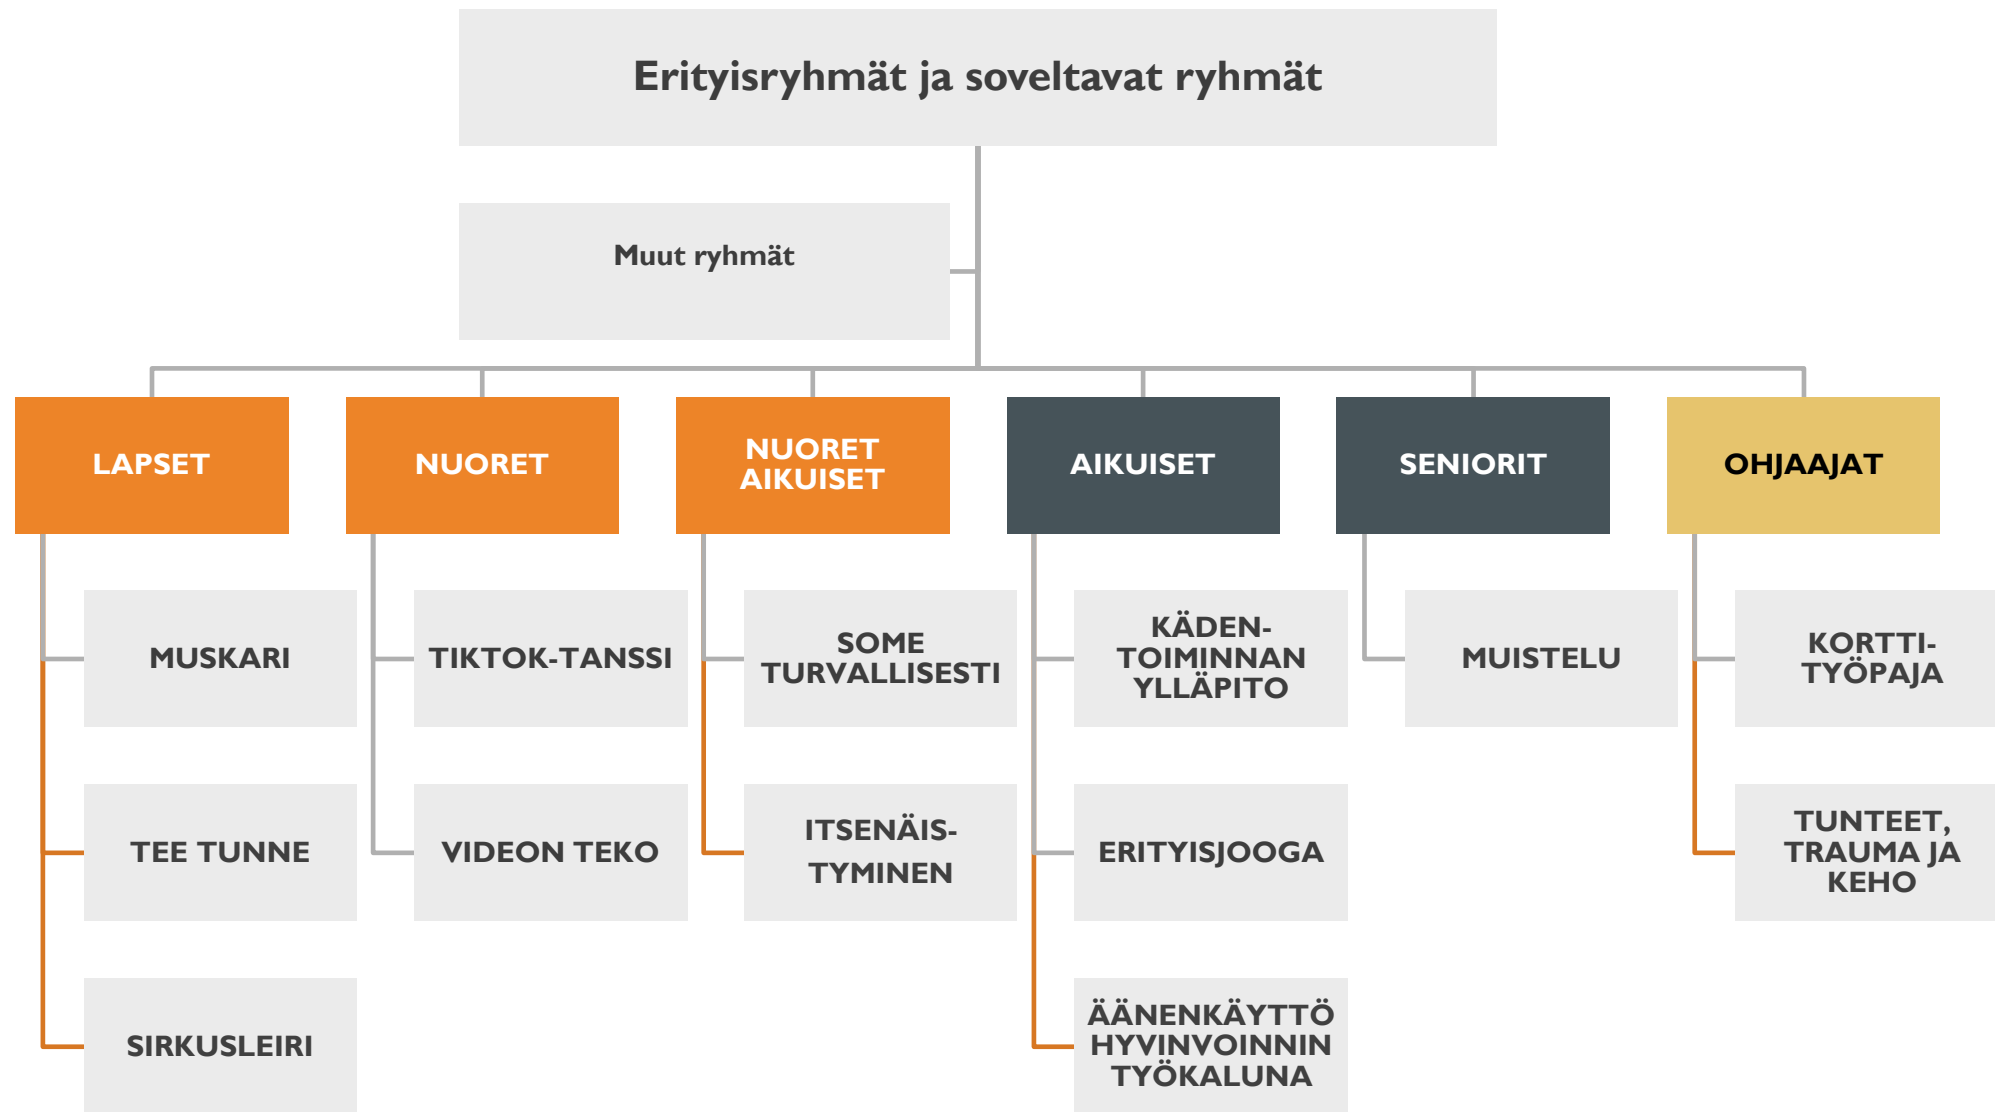 Erityisryhmät ja soveltavat ryhmät
Muut ryhmät
LAPSET
NUORET
NUORET
AIKUISET
AIKUISET
SENIORIT
OHJAAJAT
MUSKARI
TIKTOK-TANSSI
SOME
TURVALLISESTI
KÄDEN-
TOIMINNAN
YLLÄPITO
MUISTELU
KORTTI-
TYÖPAJA
TEE TUNNE
VIDEON TEKO
ITSENÄIS-
TYMINEN
ERITYISJOOGA
TUNTEET,
TRAUMA JA
KEHO
SIRKUSLEIRI
ÄÄNENKÄYTTÖ
HYVINVOINNIN
TYÖKALUNA